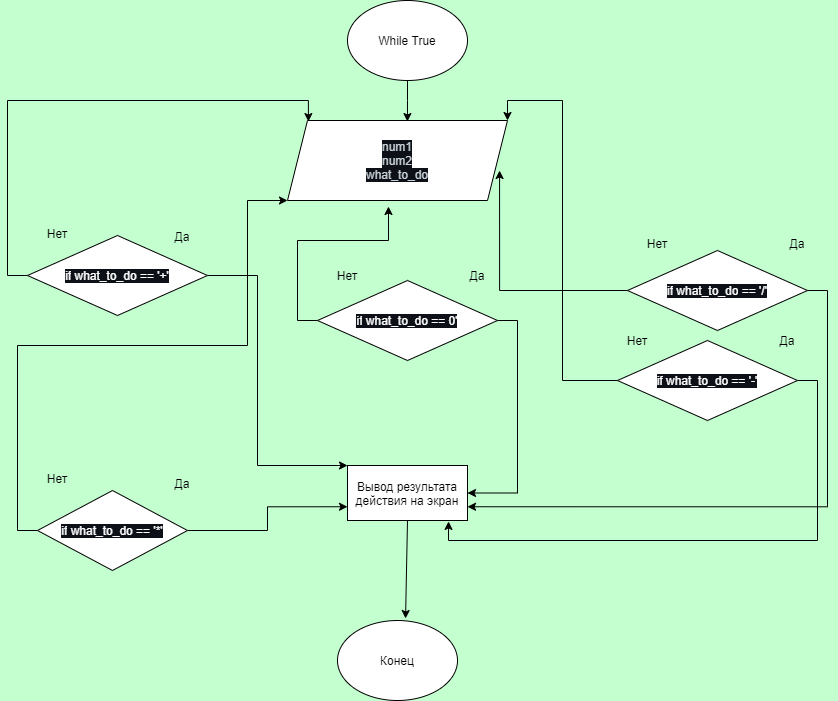 While True
num1
num2
what_to_do
Нет
Да
if what_to_do == '+'
Нет
Да
if what_to_do == 0'
Нет
Да
if what_to_do == '/'
Нет
Да
if what_to_do == '-'
Нет
Да
if what_to_do == '*'
Вывод результата
действия на экран
Конец